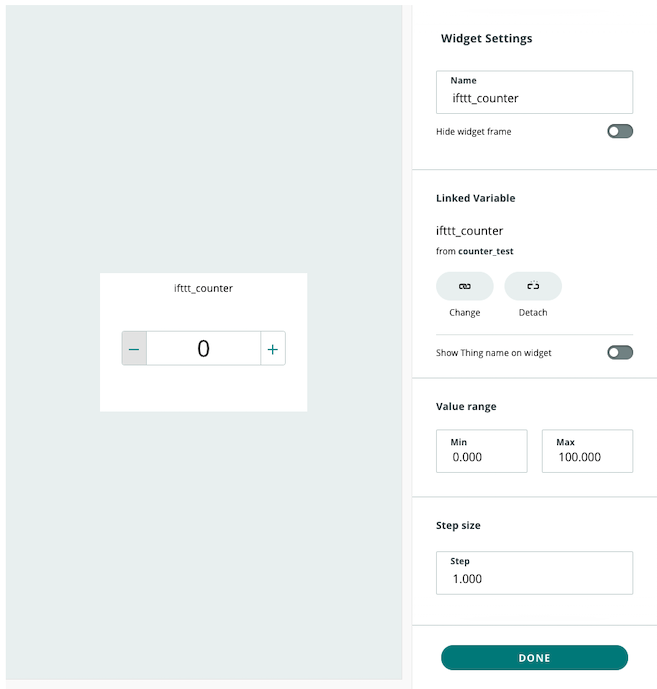 ifttt_counter
− 0 +
Widget Settings
Name
ifttt_counter
Hide widget frame
Linked Variable
ifttt_counter
from counter_test
Change Detach
Show Thing name on widget
Value range
Min Max
0.000 100.000
Step size
Step
1.000
DONE